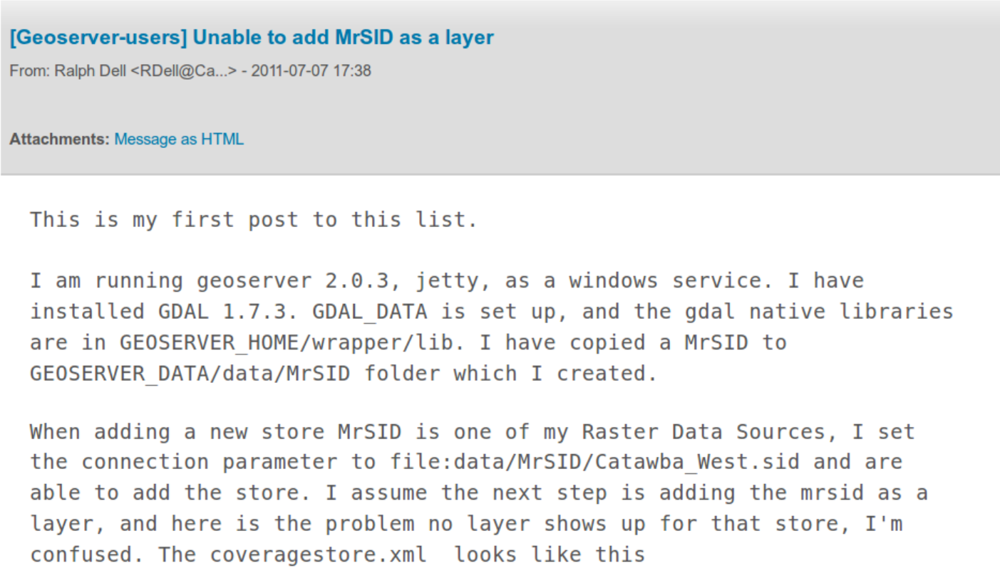 [Geoserver-users] Unable to add MrSID as a layer
From: Ralph Dell <RDell@Ca...> - 2011-07-07 17:38
Attachments: Message as HTML
This is my first post to this list.
I am running geoserver 2.0.3, jetty, as a windows service. I have
installed GDAL 1.7.3. GDAL_DATA is set up, and the gdal native libraries
are in GEOSERVER_HOME/wrapper/lib. I have copied a MrSID to
GEOSERVER_DATA/data/MrSID folder which I created.
When adding a new store MrSID is one of my Raster Data Sources, I set
the connection parameter to file:data/MrSID/Catawba_West.sid and are
able to add the store. I assume the next step is adding the mrsid as a
layer, and here is the problem no layer shows up for that store, I'm
confused. The coveragestore.xml  looks like this